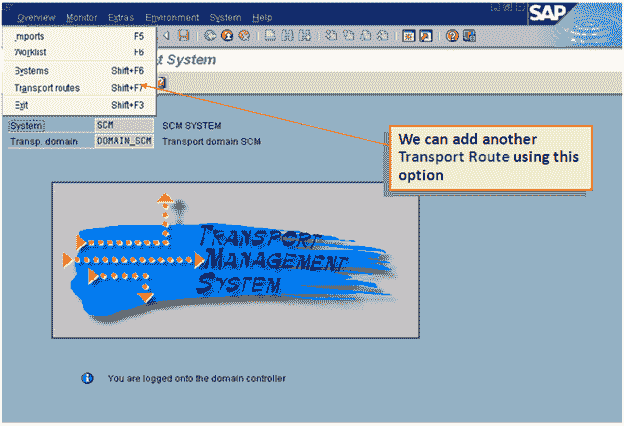 Overview Monitor Extras Environment System Help
SAP
Imports F5
Worklist F6
Systems Shift+F6
Transport routes Shift+F7
Exit Shift+F3
t System
System SCM SCM SYSTEM
Transp. domain DOMAIN_SCM Transport domain SCM
We can add another
Transport Route using this
option
TRANSPORT
MANAGEMENT
SYSTEM
You are logged onto the domain controller